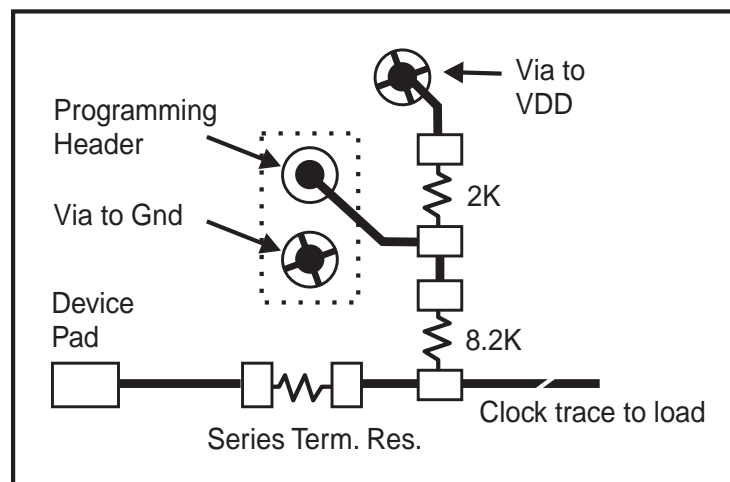 Via to
VDD
Programming
Header
2K
Via to Gnd
Device
Pad
8.2K
Clock trace to load
Series Term. Res.